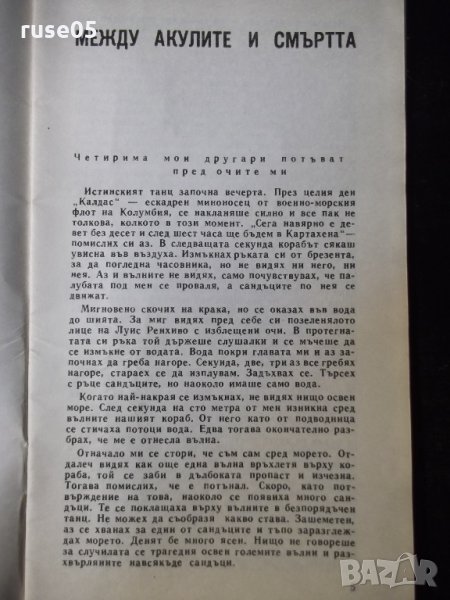 ruse05
МЕЖДУ АКУЛИТЕ И СМЪРТТА
Четирима мои другари потъват
пред очите ми
Истинският танц започна вечерта. През целия ден
„Калдас“ — ескадрен миноносец от военно-морския
флот на Колумбия, се накланяше силно и все пак не
толкова, колкото в този момент. „Сега навярно е де-
вет без десет и след шест часа ще бъдем в Картахена“—
помислих си аз. В следващата секунда корабът сякаш
увисна във въздуха. Измъкнах ръката си от брезента,
за да погледна часовника, но не видях ни него, ни
нея. Аз и вълните не видях, само почувствувах, че па-
лубата под мен се проваля, а сандъците по нея се
движат.
Мигновено скочих на крака, но се оказах във вода
до шията. За миг видях пред себе си позеленялото
лице на Луис Ренхиво с изблещени очи. В протегна-
тата си ръка той държеше слушалки и се мъчеше да
се измъкне от водата. Вода покри главата ми и аз за-
почнах да греба нагоре. Секунда, две, три аз все гребях
нагоре, стараех се да изплувам. Задъхвах се. Търсех
с ръце сандъците, но наоколо имаше само вода.
Когато най-накрая се измъкнах, не видях нищо освен
море. След секунда на сто метра от мен изникна сред
вълните нашият кораб. От него като от подводница
се стичаха потоци вода. Едва тогава окончателно раз-
брах, че ме е отнесла вълна.
Отначало ми се стори, че съм сам сред морето. От-
далеч видях как още една вълна връхлетя върху ко-
раба, той се заби в дълбоката пропаст и изчезна.
Тогава помислих, че е потънал. Скоро, като пот-
върждение на това, наоколо се появиха много сан-
дъци. Те се поклащаха върху вълните в безпорядъчен
танц. Не можех да съобразя какво става. Зашеметен,
аз се хванах за един от сандъците и тъпо заразглеж-
дах морето. Денят бе много ясен. Нищо не говореше
за случилата се трагедия освен големите вълни и раз-
хвърляните навсякъде сандъци.
5
BAZAR